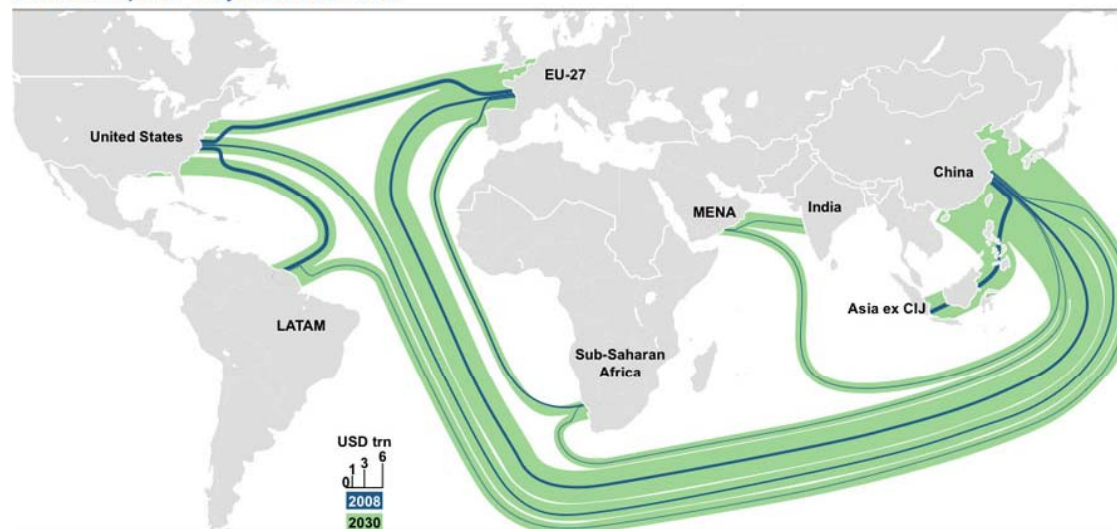 EU-27
United States
China
MENA
India
Asia ex CIJ
LATAM
Sub-Saharan
Africa
USD trn
0 1 3 6
2008
2030